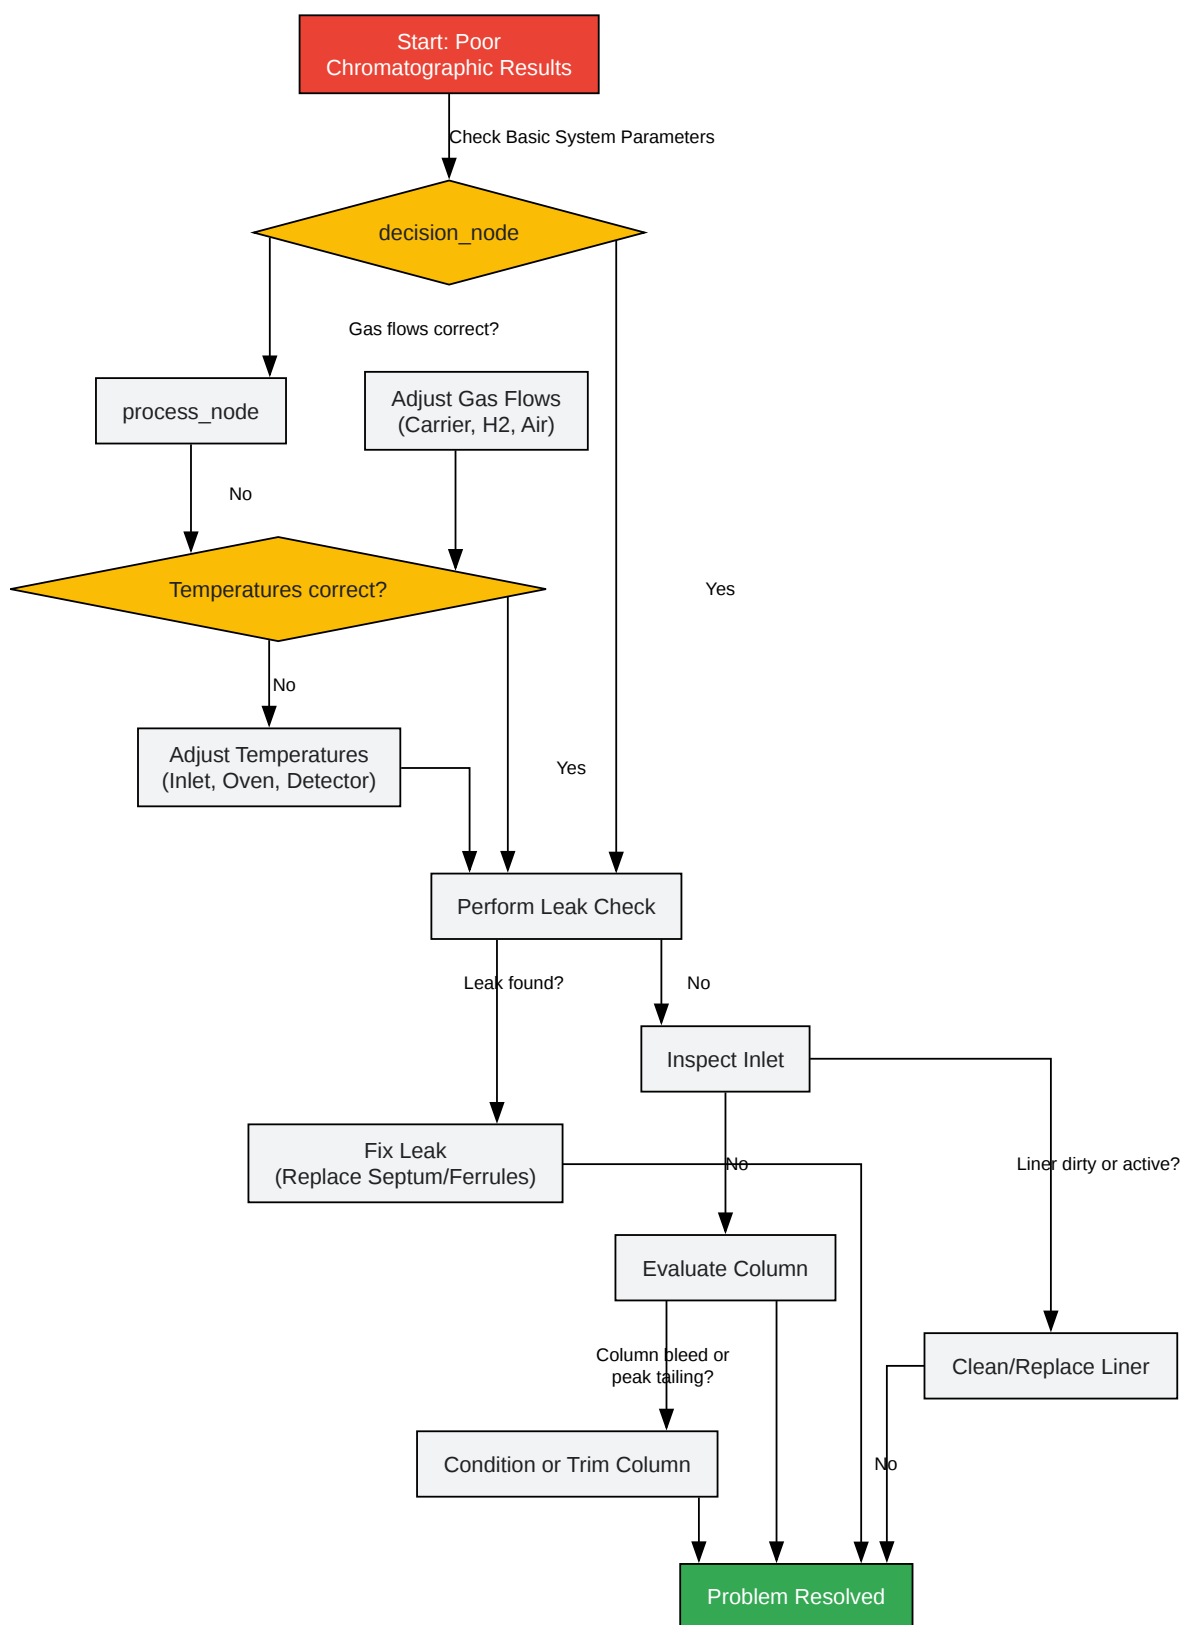 Start: Poor
Chromatographic Results
Check Basic System Parameters
decision_node
Gas flows correct?
process_node
Adjust Gas Flows
(Carrier, H2, Air)
No
Temperatures correct?
Yes
No
Adjust Temperatures
(Inlet, Oven, Detector)
Yes
Perform Leak Check
Leak found?
No
Inspect Inlet
Fix Leak
(Replace Septum/Ferrules)
No
Liner dirty or active?
Evaluate Column
Column bleed or
peak tailing?
Clean/Replace Liner
Condition or Trim Column
No
Problem Resolved